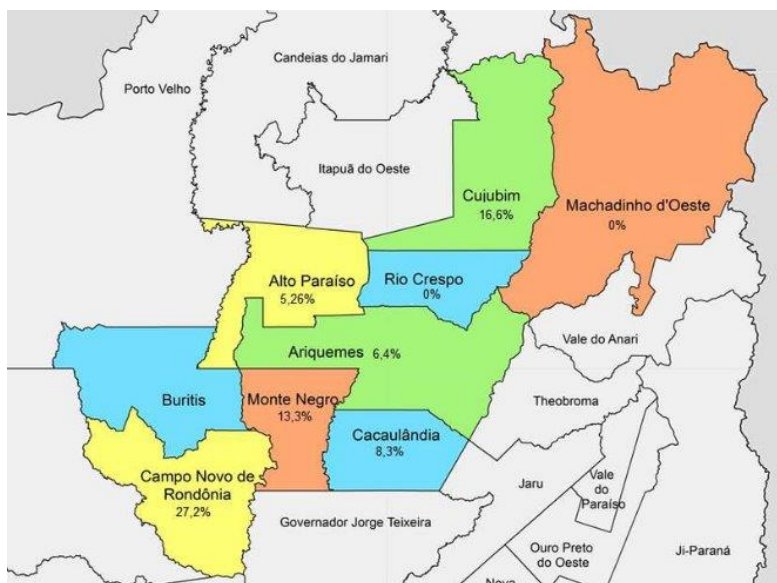 Candeias do Jamari
Porto Velho
Itapuã do Oeste
Cujubim
16,6%
Machadinho d'Oeste
0%
Alto Paraíso
5,26%
Rio Crespo
0%
Vale do Anari
Ariquemes 6,4%
Buritis
Monte Negro
13,3%
Theobroma
Cacaulândia
8,3%
Campo Novo de
Rondônia
27,2%
Jaru
Vale
do
Paraíso
Governador Jorge Teixeira
Ouro Preto
do Oeste
Ji-Paraná